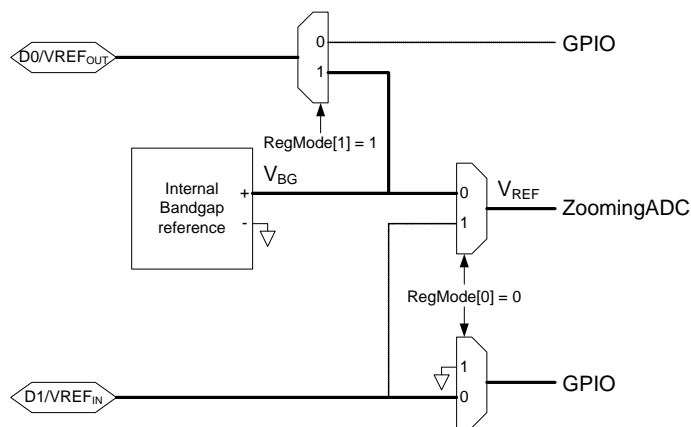 0 GPIO
D0/VREFOUT
1
RegMode[1] = 1
Internal
Bandgap
reference
+
-
VBG
0
1
VREF
ZoomingADC
RegMode[0] = 0
1
0
GPIO
D1/VREFIN